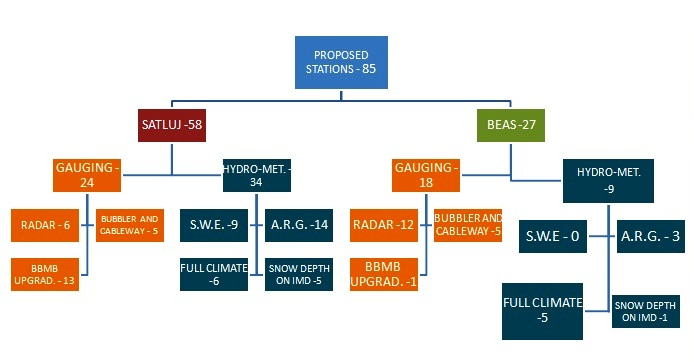 PROPOSED
STATIONS - 85
SATLUJ -58
BEAS-27
GAUGING -
24
HYDRO-MET. -
34
GAUGING -
18
HYDRO-MET.
-9
RADAR - 6
BUBBLER AND
CABLEWAY - 5
S.W.E. -9
A.R.G. -14
RADAR -12
BUBBLER AND
CABLEWAY -5
S.W.E - 0
A.R.G. - 3
BBMB
UPGRAD. - 13
FULL CLIMATE
-6
SNOW DEPTH
ON IMD -5
BBMB
UPGRAD. -1
FULL CLIMATE
-5
SNOW DEPTH
ON IMD -1